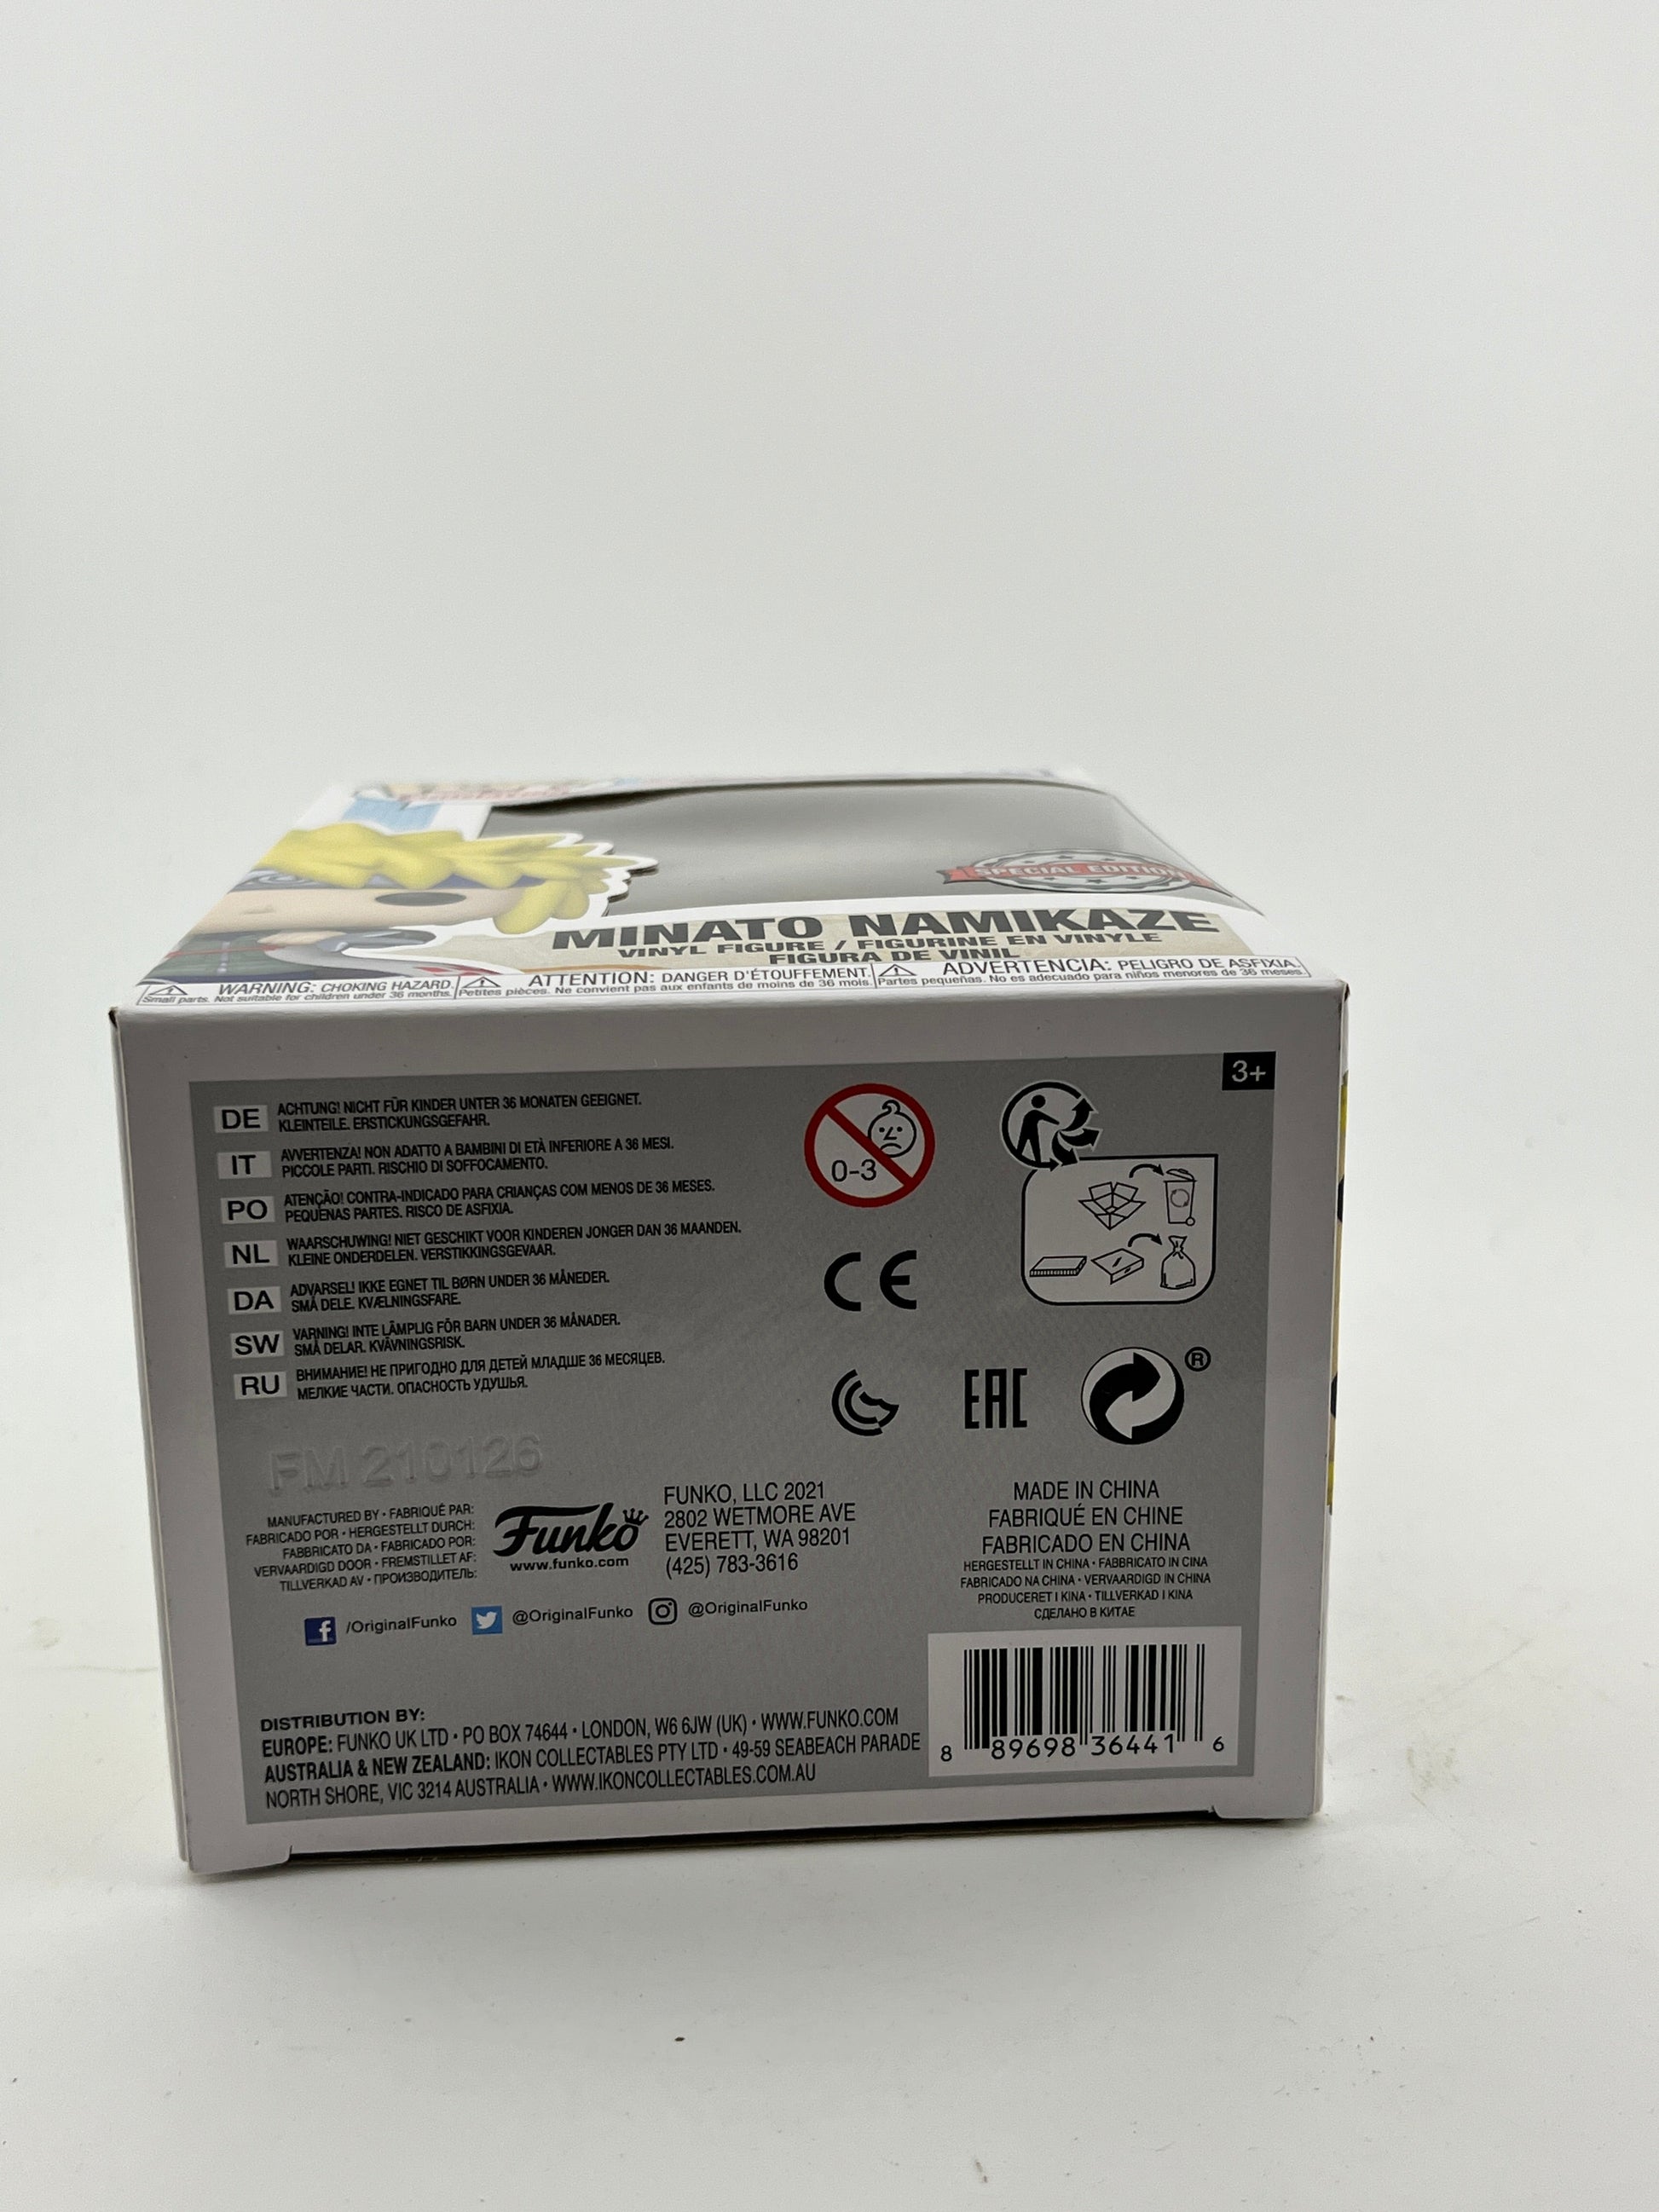 SPECIAL EDITION
MINATO NAMIKAZE
VINYL FIGURE / FIGURINE EN VINYLE
FIGURA DE VINIL
WARNING: CHOKING HAZARD.
Small parts. Not suitable for children under 36 months.
ATTENTION: DANGER D'ÉTOUFFEMENT.
Petites pièces. Ne convient pas aux enfants de moins de 36 mois.
ADVERTENCIA: PELIGRO DE ASFIXIA.
Partes pequeñas. No es adecuado para niños menores de 36 meses.
3+
DE ACHTUNG! NICHT FÜR KINDER UNTER 36 MONATEN GEEIGNET.
KLEINTEILE. ERSTICKUNGSGEFAHR.
IT AVVERTENZA! NON ADATTO A BAMBINI DI ETÀ INFERIORE A 36 MESI.
PICCOLE PARTI. RISCHIO DI SOFFOCAMENTO.
PO ATENÇÃO! CONTRA-INDICADO PARA CRIANÇAS COM MENOS DE 36 MESES.
PEQUENAS PARTES. RISCO DE ASFIXIA.
NL WAARSCHUWING! NIET GESCHIKT VOOR KINDEREN JONGER DAN 36 MAANDEN.
KLEINE ONDERDELEN. VERSTIKKINGSGEVAAR.
DA ADVARSEL! IKKE EGNET TIL BØRN UNDER 36 MÅNEDER.
SMÅ DELE. KVÆLNINGSFARE.
SW VARNING! INTE LÄMPLIG FÖR BARN UNDER 36 MÅNADER.
SMÅ DELAR. KVÄVNINGSRISK.
RU ВНИМАНИЕ! НЕ ПРИГОДНО ДЛЯ ДЕТЕЙ МЛАДШЕ 36 МЕСЯЦЕВ.
МЕЛКИЕ ЧАСТИ. ОПАСНОСТЬ УДУШЬЯ.
0-3
CE
EAC
®
FM 210126
MANUFACTURED BY • FABRIQUÉ PAR:
FABRICADO POR • HERGESTELLT DURCH:
FABBRICATO DA • FABRICADO POR:
VERVAARDIGD DOOR • FREMSTILLET AF:
TILLVERKAD AV • ПРОИЗВОДИТЕЛЬ:
Funko
www.funko.com
FUNKO, LLC 2021
2802 WETMORE AVE
EVERETT, WA 98201
(425) 783-3616
MADE IN CHINA
FABRIQUÉ EN CHINE
FABRICADO EN CHINA
HERGESTELLT IN CHINA • FABBRICATO IN CINA
FABRICADO NA CHINA • VERVAARDIGD IN CHINA
PRODUCERET I KINA • TILLVERKAD I KINA
СДЕЛАНО В КИТАЕ
/OriginalFunko @OriginalFunko @OriginalFunko
DISTRIBUTION BY:
EUROPE: FUNKO UK LTD • PO BOX 74644 • LONDON, W6 6JW (UK) • WWW.FUNKO.COM
AUSTRALIA & NEW ZEALAND: IKON COLLECTABLES PTY LTD • 49-59 SEABEACH PARADE
NORTH SHORE, VIC 3214 AUSTRALIA • WWW.IKONCOLLECTABLES.COM.AU
8 89698 36441 6